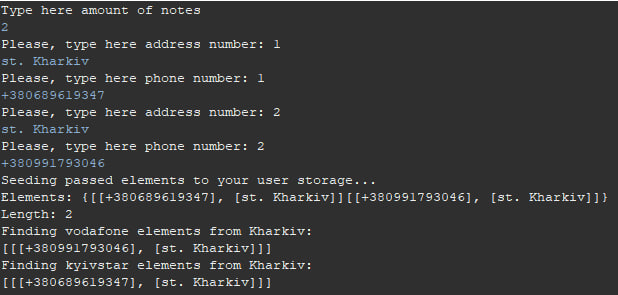 Type here amount of notes
2
Please, type here address number: 1
st. Kharkiv
Please, type here phone number: 1
+380689619347
Please, type here address number: 2
st. Kharkiv
Please, type here phone number: 2
+380991793046
Seeding passed elements to your user storage...
Elements: {[[+380689619347], [st. Kharkiv]][[+380991793046], [st. Kharkiv]]}
Length: 2
Finding vodafone elements from Kharkiv:
[[[+380991793046], [st. Kharkiv]]]
Finding kyivstar elements from Kharkiv:
[[[+380689619347], [st. Kharkiv]]]